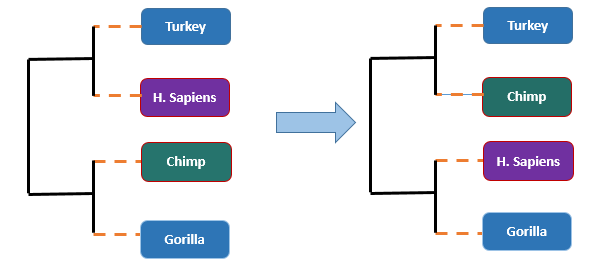 Turkey
H. Sapiens
Chimp
Gorilla
Turkey
Chimp
H. Sapiens
Gorilla